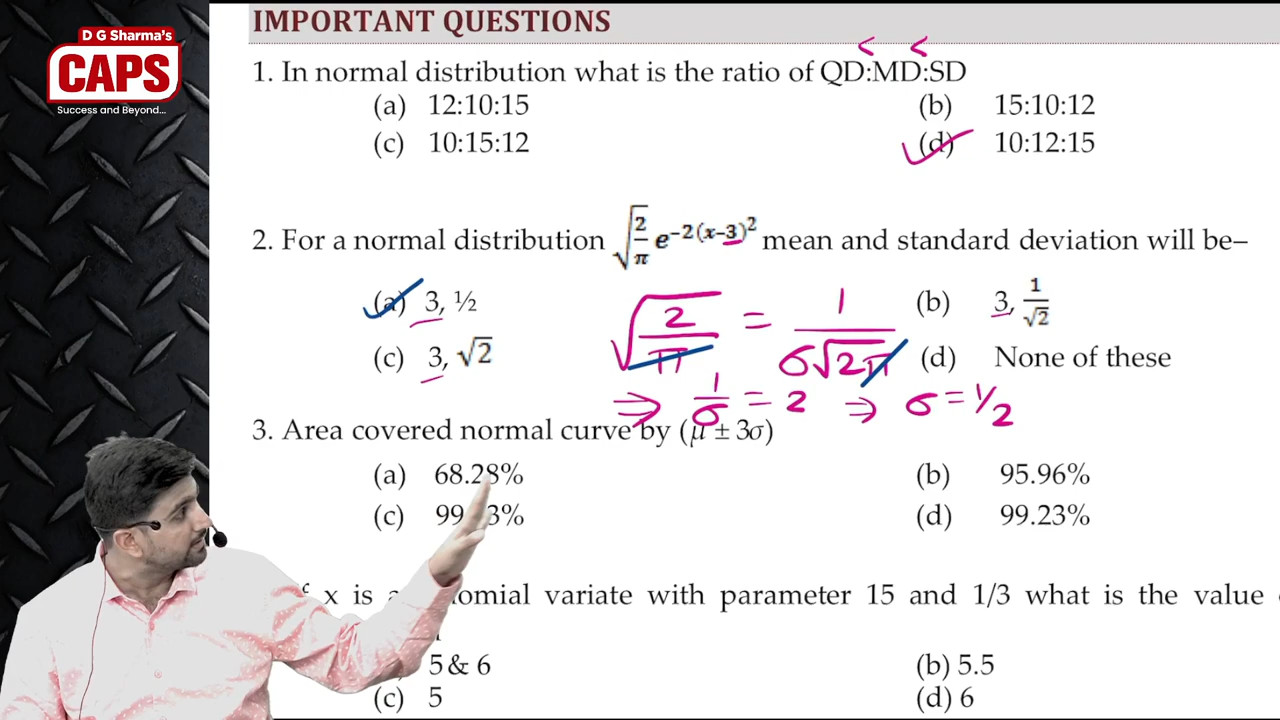 IMPORTANT QUESTIONS
D G Sharma's
CAPS
Success and Beyond...
< <
1. In normal distribution what is the ratio of QD:MD:SD
(a) 12:10:15 (b) 15:10:12
(c) 10:15:12 (d) 10:12:15
2. For a normal distribution √(2/π) e^−2(x−3)² mean and standard deviation will be–
(a) 3, ½ (b) 3, 1/√2
(c) 3, √2 (d) None of these
√(2/π) = 1/(σ√2π)
⇒ 1/σ = 2 ⇒ σ = 1/2
3. Area covered normal curve by (μ ± 3σ)
(a) 68.28% (b) 95.96%
(c) 99. 3% (d) 99.23%
x is a variate with parameter 15 and 1/3 what is the value
5 & 6 (b) 5.5
(c) 5 (d) 6